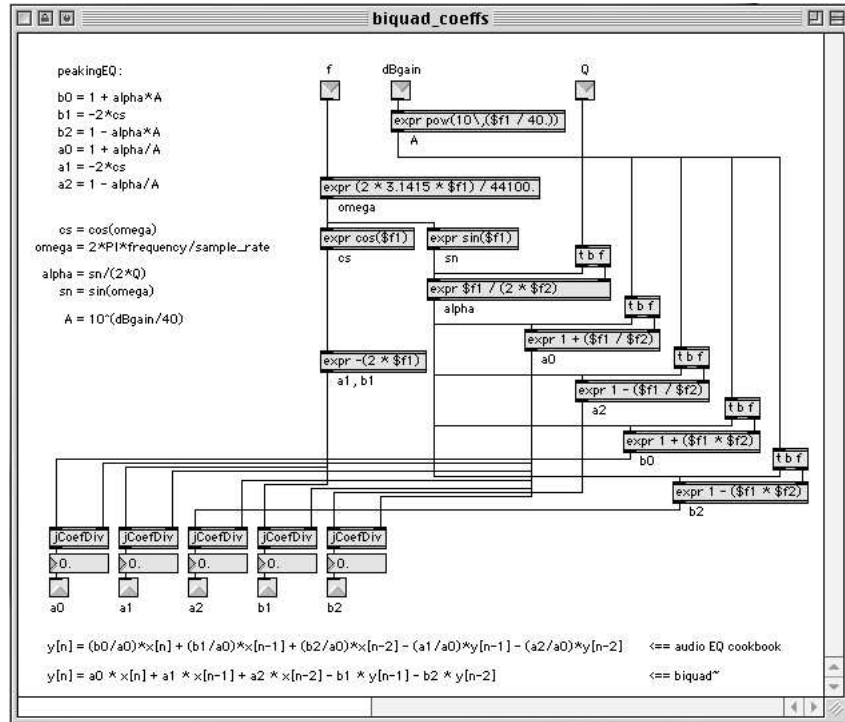 biquad_coeffs
peakingEQ:
f
dBgain
Q
b0 = 1 + alpha*A
b1 = -2*cs
b2 = 1 - alpha*A
a0 = 1 + alpha/A
a1 = -2*cs
a2 = 1 - alpha/A
expr pow(10\,($f1 / 40.))
A
expr (2 * 3.1415 * $f1) / 44100.
omega
cs = cos(omega)
omega = 2*PI*frequency/sample_rate
alpha = sn/(2*Q)
sn = sin(omega)
A = 10^(dBgain/40)
expr cos($f1)
expr sin($f1)
cs
sn
t b f
expr $f1 / (2 * $f2)
alpha
t b f
expr 1 + ($f1 / $f2)
a0
expr -(2 * $f1)
a1, b1
t b f
expr 1 - ($f1 / $f2)
a2
t b f
expr 1 + ($f1 * $f2)
b0
t b f
expr 1 - ($f1 * $f2)
b2
jCoefDiv jCoefDiv jCoefDiv jCoefDiv jCoefDiv
0. 0. 0. 0. 0.
a0 a1 a2 b1 b2
y[n] = (b0/a0)*x[n] + (b1/a0)*x[n-1] + (b2/a0)*x[n-2] - (a1/a0)*y[n-1] - (a2/a0)*y[n-2] <== audio EQ cookbook
y[n] = a0 * x[n] + a1 * x[n-1] + a2 * x[n-2] - b1 * y[n-1] - b2 * y[n-2] <== biquad~